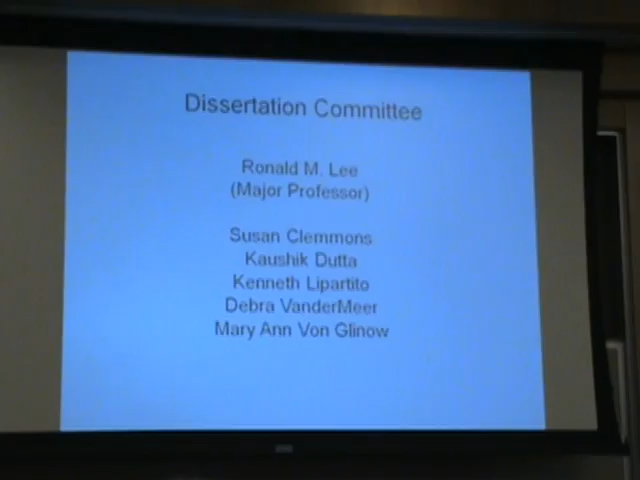 Dissertation Committee
Ronald M. Lee
(Major Professor)
Susan Clemmons
Kaushik Dutta
Kenneth Lipartito
Debra VanderMeer
Mary Ann Von Glinow